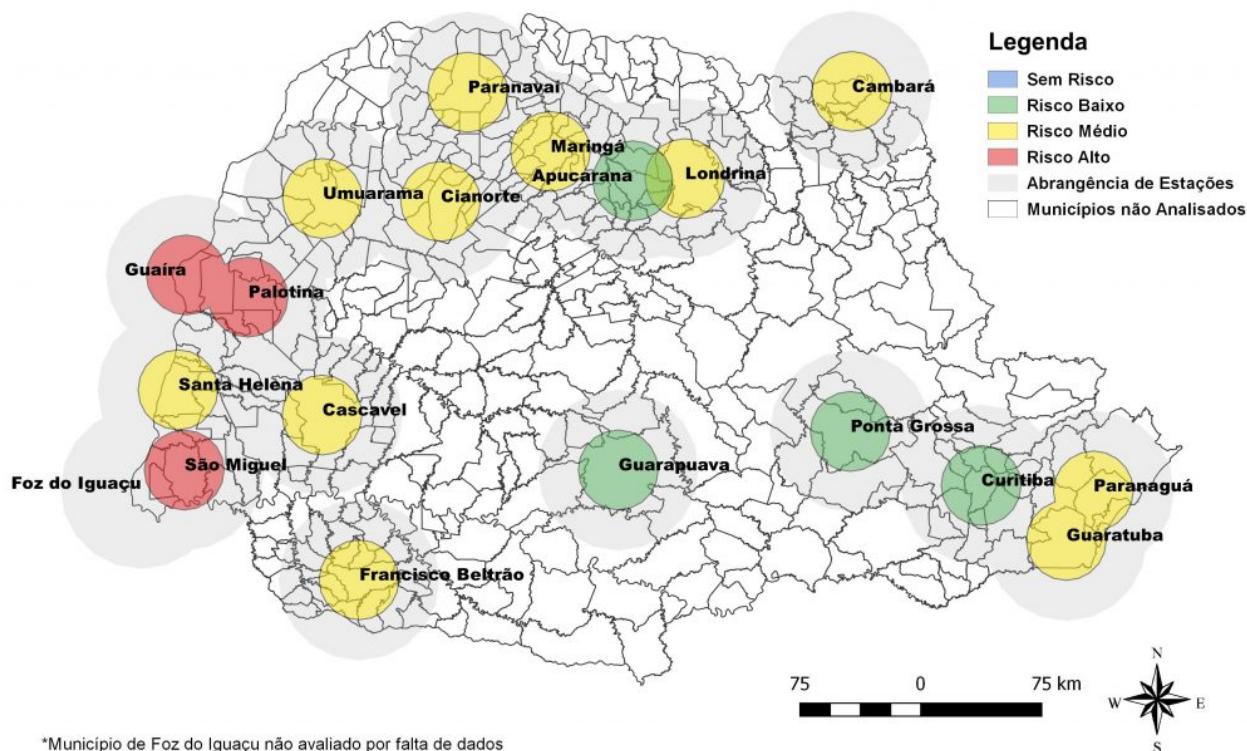 Legenda
Sem Risco
Risco Baixo
Risco Médio
Risco Alto
Abrangência de Estações
Municípios não Analisados
Paranavaí
Cambará
Maringá
Apucarana
Londrina
Umuarama
Cianorte
Guaíra
Palotina
Santa Helena
Cascavel
Ponta Grossa
São Miguel
Guarapuava
Foz do Iguaçu
Curitiba
Paranaguá
Guaratuba
Francisco Beltrão
75 0 75 km
N
W E
S
*Município de Foz do Iguaçu não avaliado por falta de dados